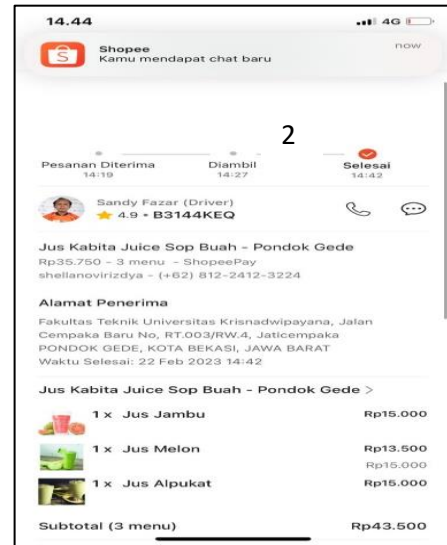 14.44
4G
Shopee
now
Kamu mendapat chat baru
2
Pesanan Diterima
Diambil
Selesai
14:19
14:27
14:42
Sandy Fazar (Driver)
4.9 • B3144KEQ
Jus Kabita Juice Sop Buah - Pondok Gede
Rp35.750 - 3 menu - ShopeePay
shellanovirizdya - (+62) 812-2412-3224
Alamat Penerima
Fakultas Teknik Universitas Krisnadwipayana, Jalan
Cempaka Baru No, RT.003/RW.4, Jaticempaka
PONDOK GEDE, KOTA BEKASI, JAWA BARAT
Waktu Selesai: 22 Feb 2023 14:42
Jus Kabita Juice Sop Buah - Pondok Gede >
1 x Jus Jambu Rp15.000
1 x Jus Melon Rp13.500
Rp15.000
1 x Jus Alpukat Rp15.000
Subtotal (3 menu) Rp43.500